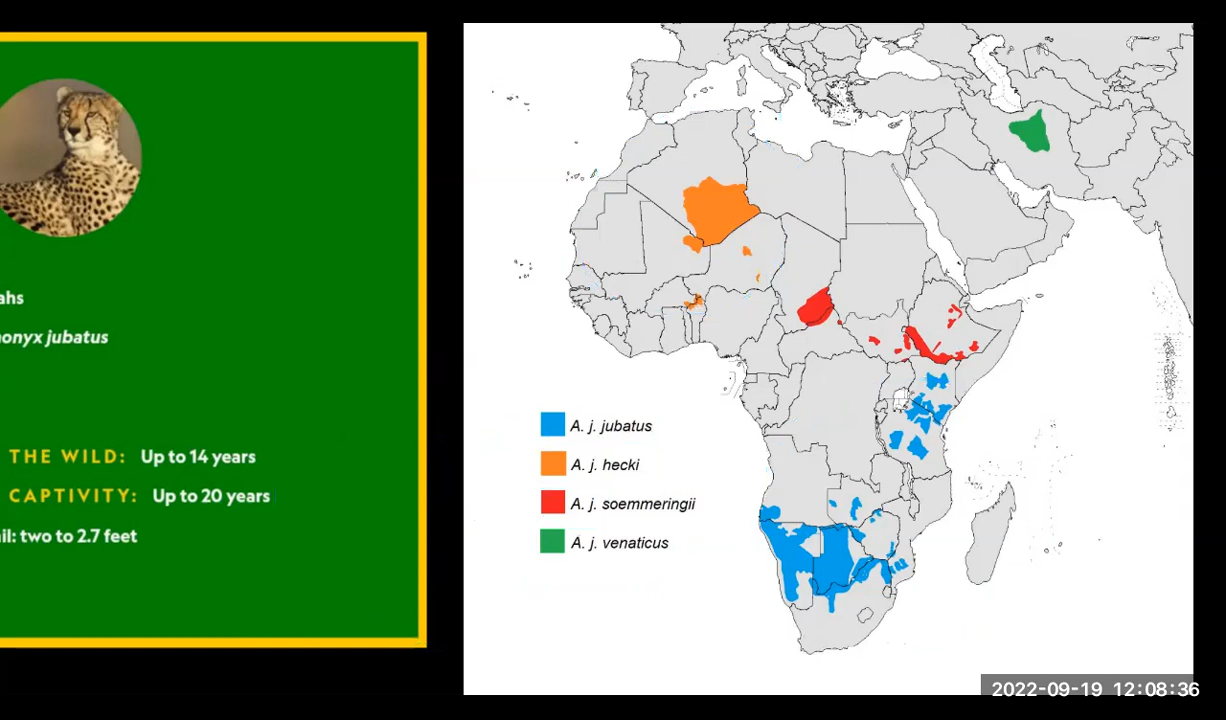 ahs
onyx jubatus
THE WILD: Up to 14 years
CAPTIVITY: Up to 20 years
il: two to 2.7 feet
A. j. jubatus
A. j. hecki
A. j. soemmeringii
A. j. venaticus
2022-09-19 12:08:36